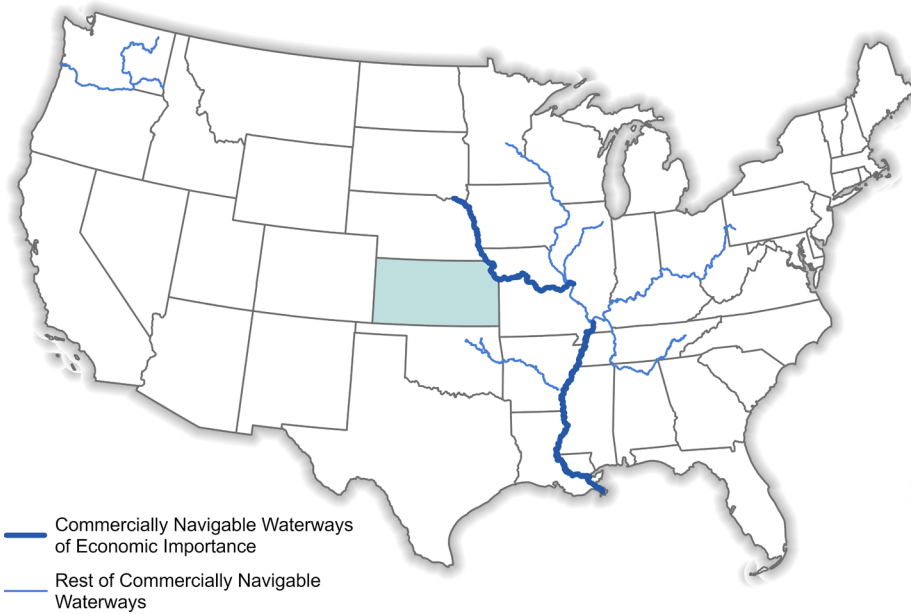 Commercially Navigable Waterways
of Economic Importance
Rest of Commercially Navigable
Waterways